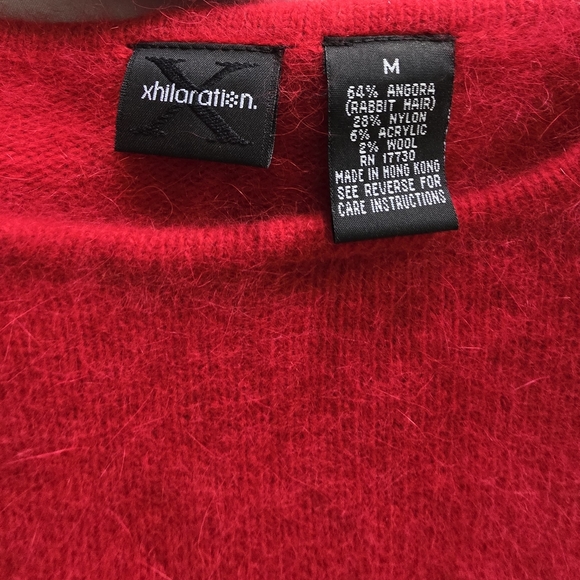 X
xhilaration.
M
64% ANGORA
(RABBIT HAIR)
28% NYLON
6% ACRYLIC
2% WOOL
RN 17730
MADE IN HONG KONG
SEE REVERSE FOR
CARE INSTRUCTIONS